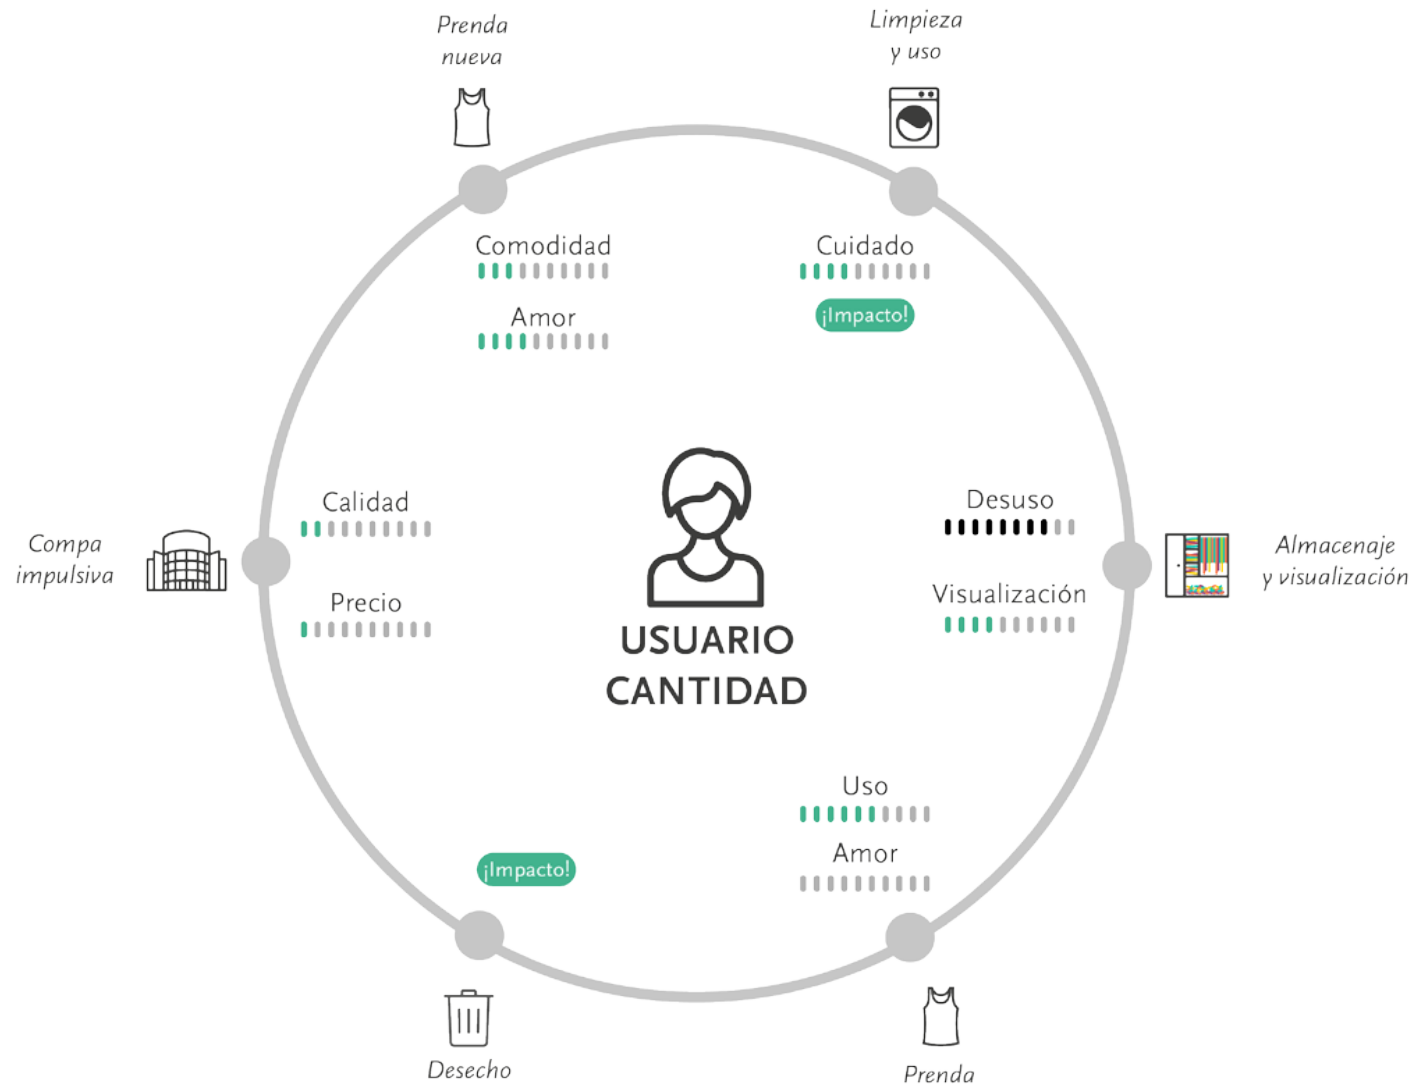 Prenda
nueva
Limpieza
y uso
Comodidad
Amor
Cuidado
¡Impacto!
Calidad
Precio
Compa
impulsiva
USUARIO
CANTIDAD
Desuso
Visualización
Almacenaje
y visualización
Uso
Amor
¡Impacto!
Desecho
Prenda